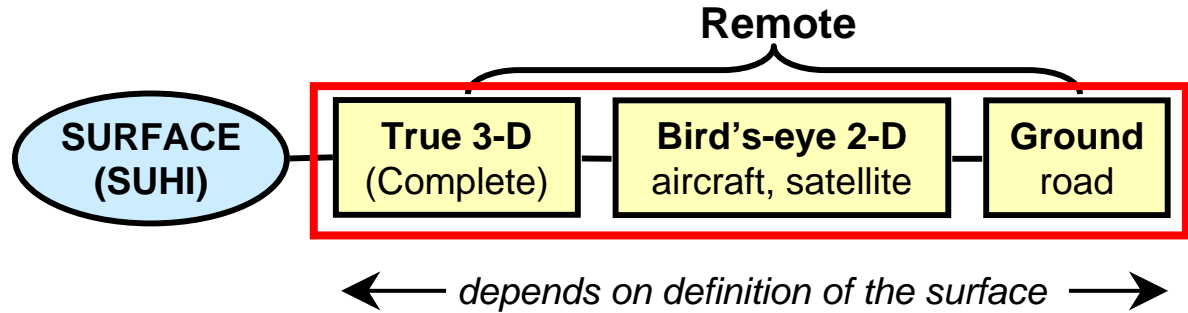 Remote
SURFACE
(SUHI)
True 3-D
(Complete)
Bird's-eye 2-D
aircraft, satellite
Ground
road
depends on definition of the surface